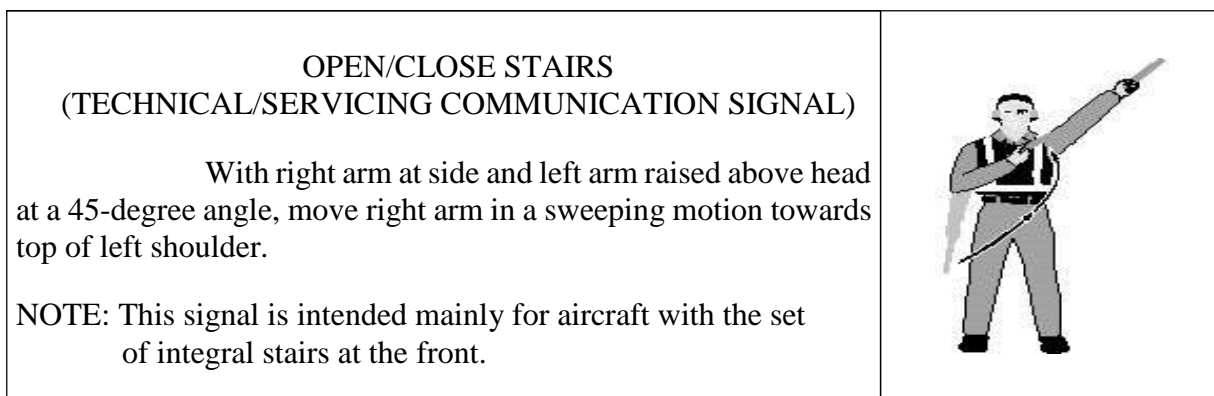 OPEN/CLOSE STAIRS
(TECHNICAL/SERVICING COMMUNICATION SIGNAL)
With right arm at side and left arm raised above head
at a 45-degree angle, move right arm in a sweeping motion towards
top of left shoulder.
NOTE: This signal is intended mainly for aircraft with the set
of integral stairs at the front.